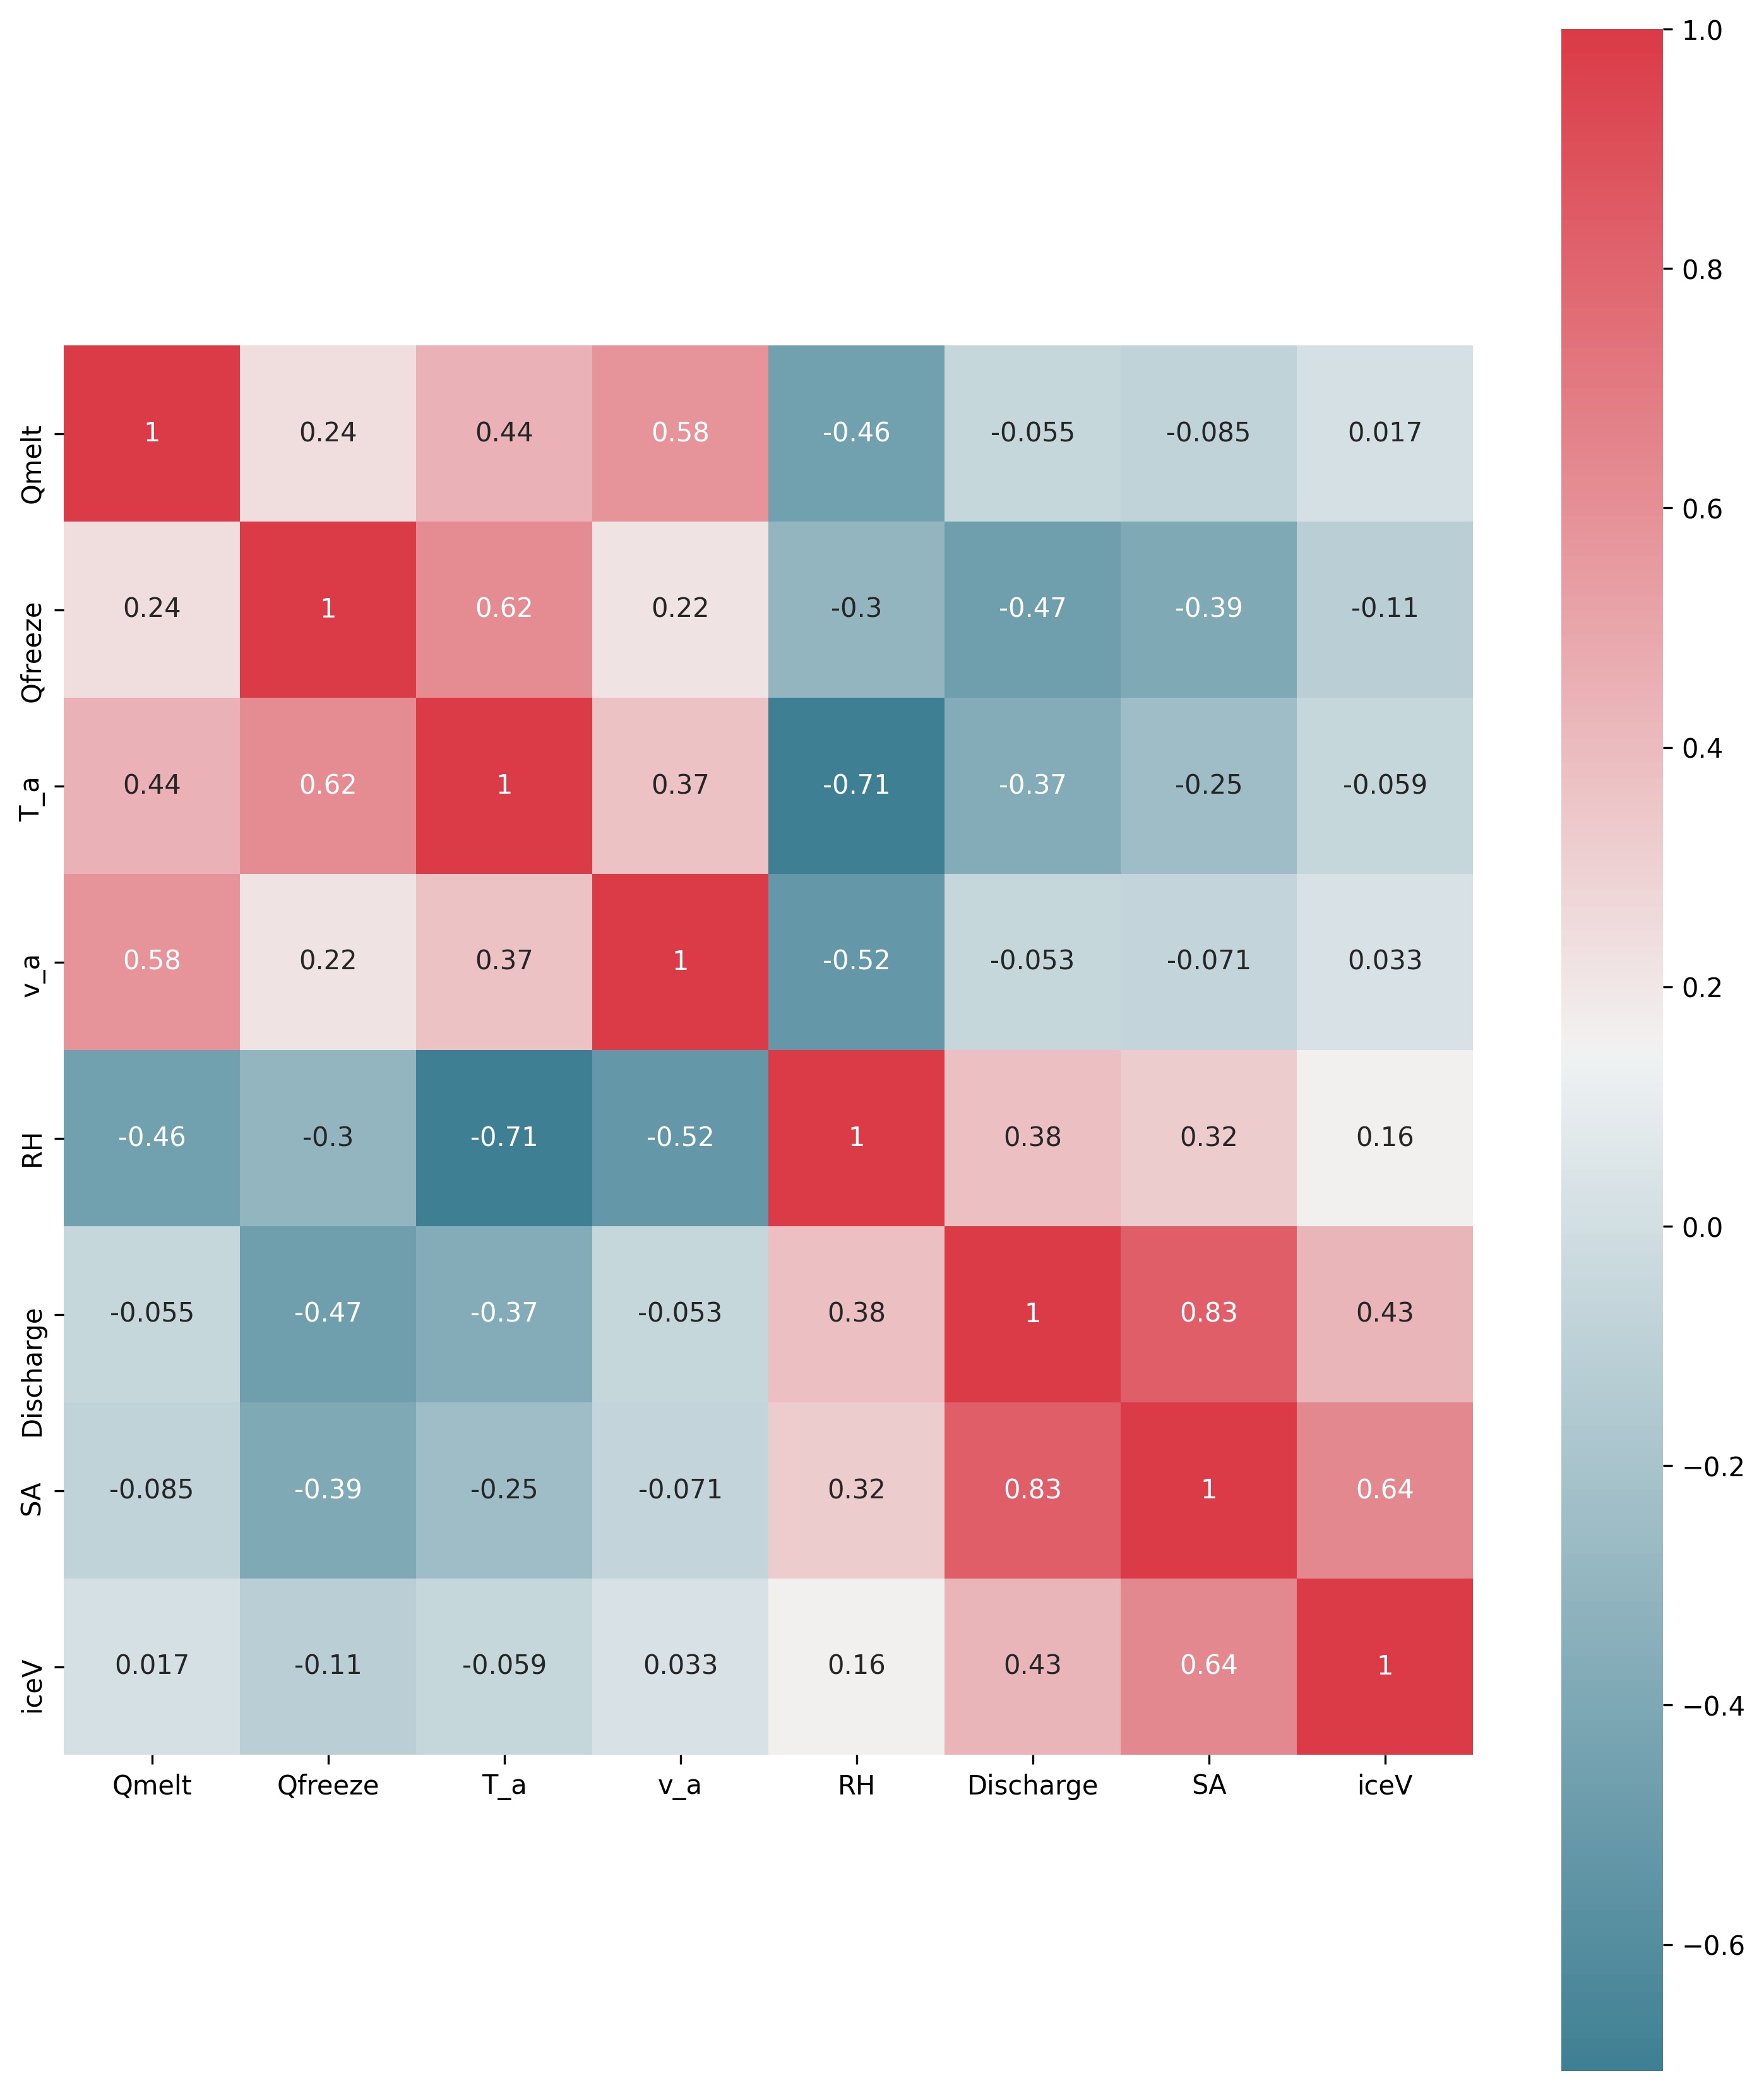 1.0
0.8
0.6
0.4
0.2
0.0
−0.2
−0.4
−0.6
Qmelt 1 0.24 0.44 0.58 -0.46 -0.055 -0.085 0.017
Qfreeze 0.24 1 0.62 0.22 -0.3 -0.47 -0.39 -0.11
T_a 0.44 0.62 1 0.37 -0.71 -0.37 -0.25 -0.059
v_a 0.58 0.22 0.37 1 -0.52 -0.053 -0.071 0.033
RH -0.46 -0.3 -0.71 -0.52 1 0.38 0.32 0.16
Discharge -0.055 -0.47 -0.37 -0.053 0.38 1 0.83 0.43
SA -0.085 -0.39 -0.25 -0.071 0.32 0.83 1 0.64
iceV 0.017 -0.11 -0.059 0.033 0.16 0.43 0.64 1
Qmelt Qfreeze T_a v_a RH Discharge SA iceV